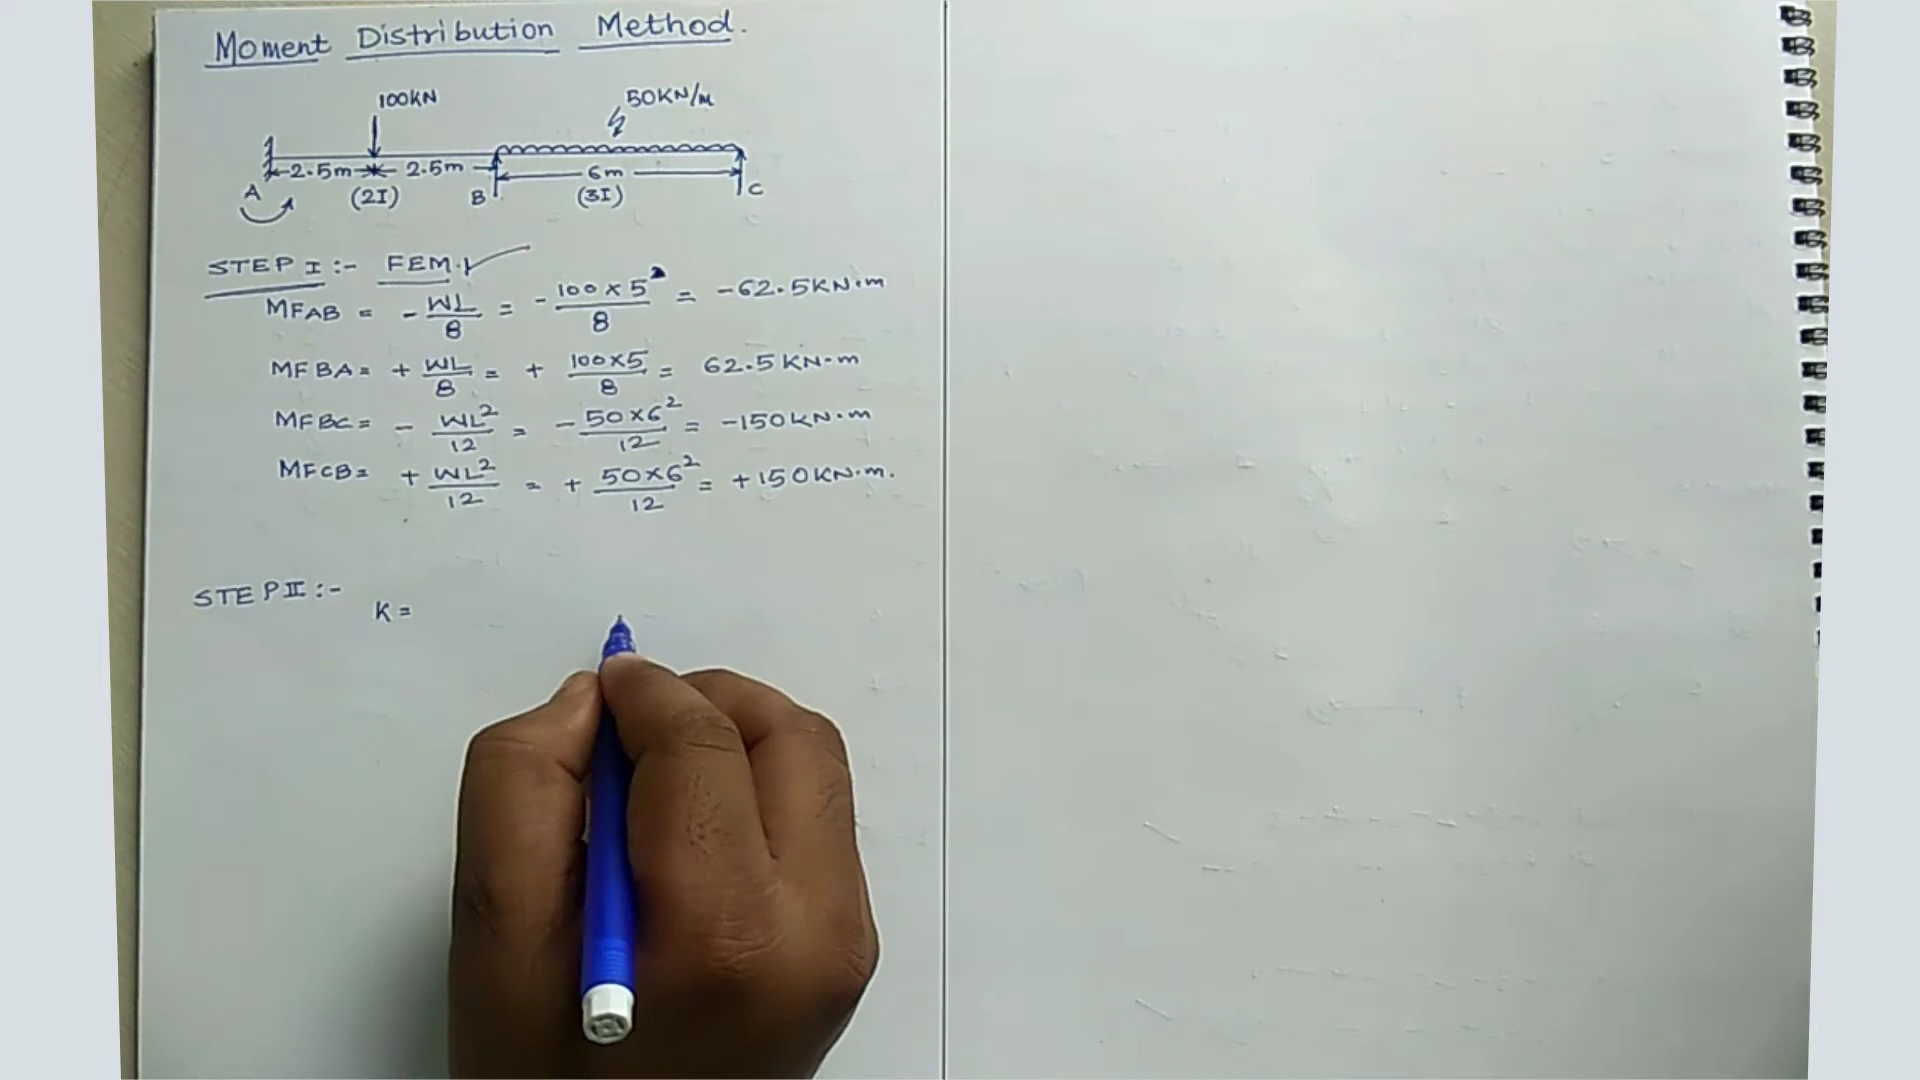 Moment Distribution Method.
100KN 50KN/m
2.5m 2.5m 6m
A (2I) B (3I) C
STEP I :- FEM.
MFAB = - WL/8 = - 100 x 5²/8 = -62.5KN.m
MFBA = + WL/8 = + 100x5/8 = 62.5 KN.m
MFBC = - WL²/12 = - 50x6²/12 = -150KN.m
MFCB = + WL²/12 = + 50x6²/12 = +150KN.m.
STEP II :-
K =